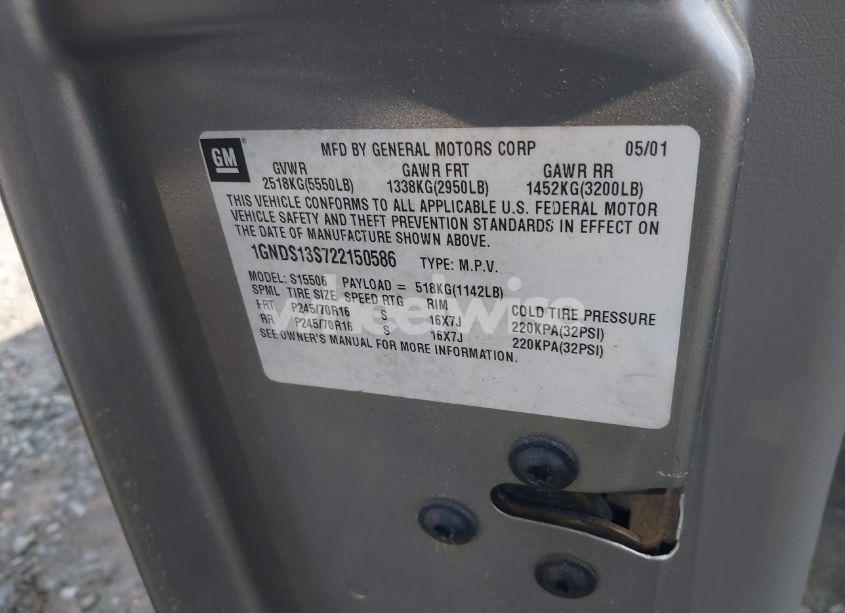 GM
MFD BY GENERAL MOTORS CORP 05/01
GVWR GAWR FRT GAWR RR
2518KG(5550LB) 1338KG(2950LB) 1452KG(3200LB)
THIS VEHICLE CONFORMS TO ALL APPLICABLE U.S. FEDERAL MOTOR
VEHICLE SAFETY AND THEFT PREVENTION STANDARDS IN EFFECT ON
THE DATE OF MANUFACTURE SHOWN ABOVE.
1GNDS13S722150586 TYPE: M.P.V.
MODEL: S15506 PAYLOAD = 518KG(1142LB)
SPML TIRE SIZE SPEED RTG RIM COLD TIRE PRESSURE
FRT P245/70R16 S 16X7J 220KPA(32PSI)
RR P245/70R16 S 16X7J 220KPA(32PSI)
SEE OWNER'S MANUAL FOR MORE INFORMATION.
wheelwire